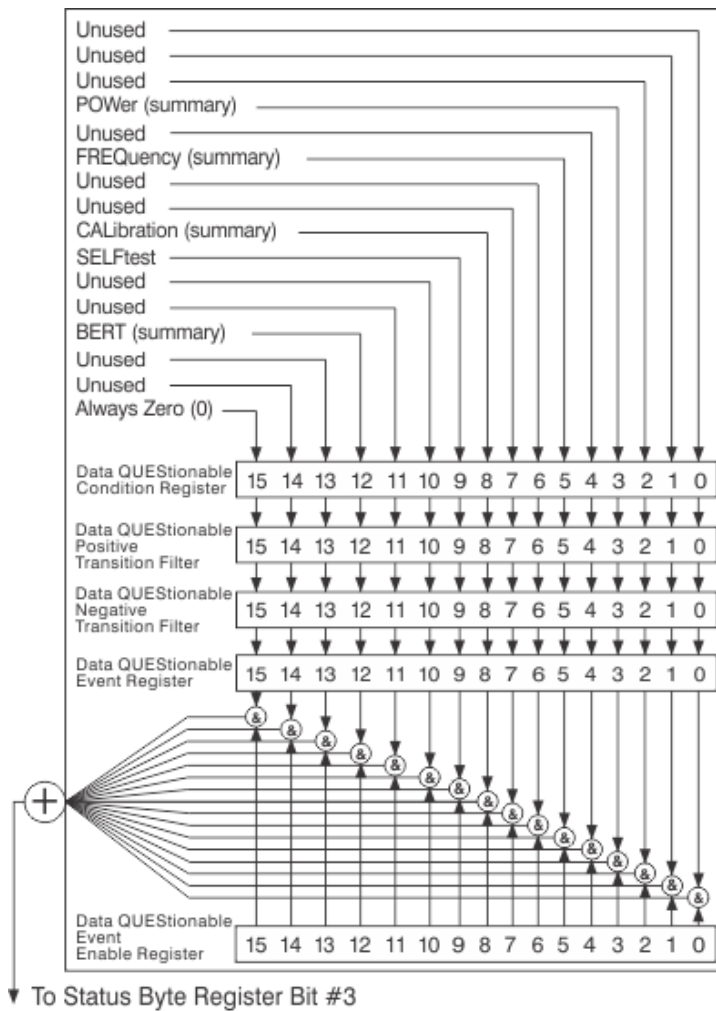 Unused
Unused
Unused
POWer (summary)
Unused
FREQuency (summary)
Unused
Unused
CALibration (summary)
SELFtest
Unused
Unused
BERT (summary)
Unused
Unused
Always Zero (0)
Data QUEStionable
Condition Register
15 14 13 12 11 10 9 8 7 6 5 4 3 2 1 0
Data QUEStionable
Positive
Transition Filter
15 14 13 12 11 10 9 8 7 6 5 4 3 2 1 0
Data QUEStionable
Negative
Transition Filter
15 14 13 12 11 10 9 8 7 6 5 4 3 2 1 0
Data QUEStionable
Event Register
15 14 13 12 11 10 9 8 7 6 5 4 3 2 1 0
& & & & & & & & & & & & & & & &
+
Data QUEStionable
Event
Enable Register
15 14 13 12 11 10 9 8 7 6 5 4 3 2 1 0
To Status Byte Register Bit #3